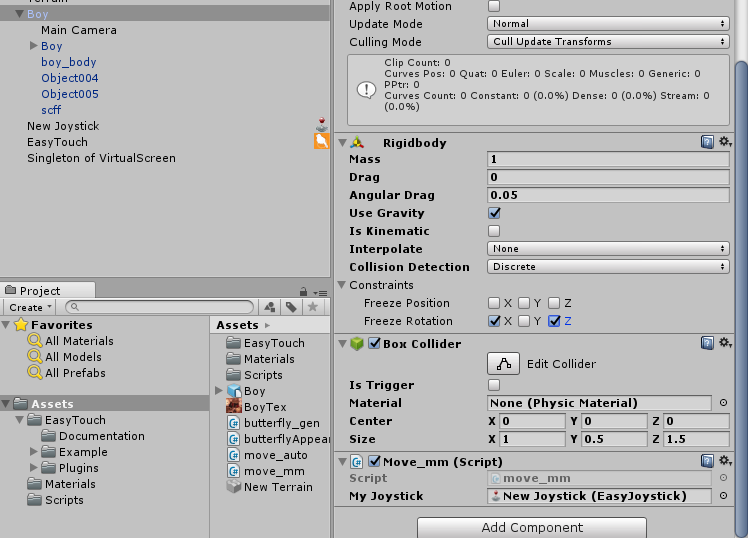 Boy
Main Camera
Boy
boy_body
Object004
Object005
scff
New Joystick
EasyTouch
Singleton of VirtualScreen
Project
Create
Favorites
All Materials
All Models
All Prefabs
Assets
EasyTouch
Documentation
Example
Plugins
Materials
Scripts
Assets
EasyTouch
Materials
Scripts
Boy
BoyTex
butterfly_gen
butterflyAppear
move_auto
move_mm
New Terrain
Apply Root Motion
Update Mode Normal
Culling Mode Cull Update Transforms
Clip Count: 0
Curves Pos: 0 Quat: 0 Euler: 0 Scale: 0 Muscles: 0 Generic: 0
PPtr: 0
Curves Count: 0 Constant: 0 (0.0%) Dense: 0 (0.0%) Stream: 0
(0.0%)
Rigidbody
Mass 1
Drag 0
Angular Drag 0.05
Use Gravity
Is Kinematic
Interpolate None
Collision Detection Discrete
Constraints
Freeze Position X Y Z
Freeze Rotation X Y Z
Box Collider
Edit Collider
Is Trigger
Material None (Physic Material)
Center X 0 Y 0 Z 0
Size X 1 Y 0.5 Z 1.5
Move_mm (Script)
Script move_mm
My Joystick New Joystick (EasyJoystick)
Add Component